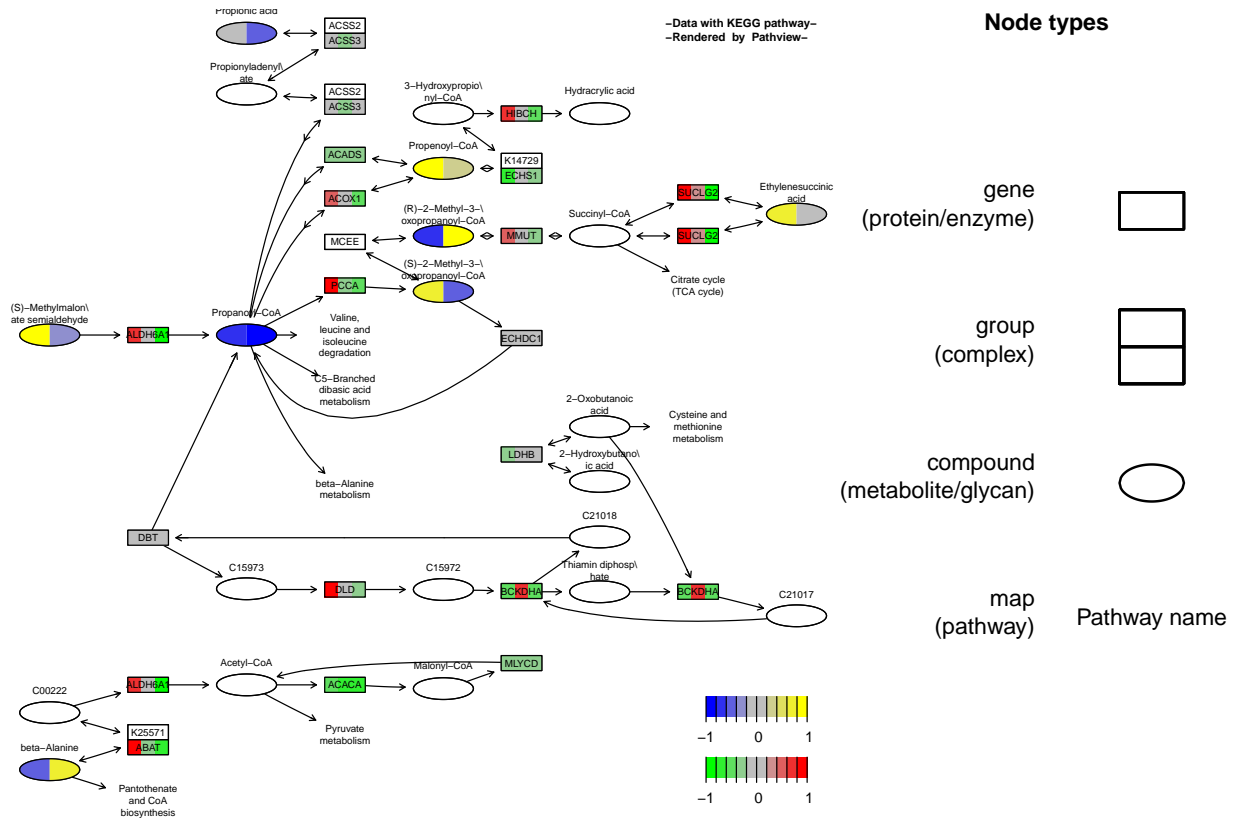 Propionic acid
ACSS2
ACSS3
−Data with KEGG pathway−
−Rendered by Pathview−
Node types
Propionyladenyl\
ate
ACSS2
ACSS3
3−Hydroxypropio\
nyl−CoA
HIBCH
Hydracrylic acid
ACADS
Propenoyl−CoA
K14729
ECHS1
ACOX1
(R)−2−Methyl−3−\
oxopropanoyl−CoA
MMUT
Succinyl−CoA
SUCLG2
SUCLG2
Ethylenesuccinic
acid
gene
(protein/enzyme)
MCEE
(S)−2−Methyl−3−\
oxopropanoyl−CoA
Citrate cycle
(TCA cycle)
PCCA
(S)−Methylmalon\
ate semialdehyde
ALDH6A1
Propanoyl−CoA
Valine,
leucine and
isoleucine
degradation
ECHDC1
group
(complex)
C5−Branched
dibasic acid
metabolism
2−Oxobutanoic
acid
Cysteine and
methionine
metabolism
LDHB
2−Hydroxybutano\
ic acid
beta−Alanine
metabolism
compound
(metabolite/glycan)
DBT
C21018
C15973
DLD
C15972
BCKDHA
Thiamin diphosp\
hate
BCKDHA
C21017
map
(pathway)
Pathway name
C00222
ALDH6A1
Acetyl−CoA
ACACA
Malonyl−CoA
MLYCD
K25571
ABAT
Pyruvate
metabolism
beta−Alanine
Pantothenate
and CoA
biosynthesis
−1 0 1
−1 0 1